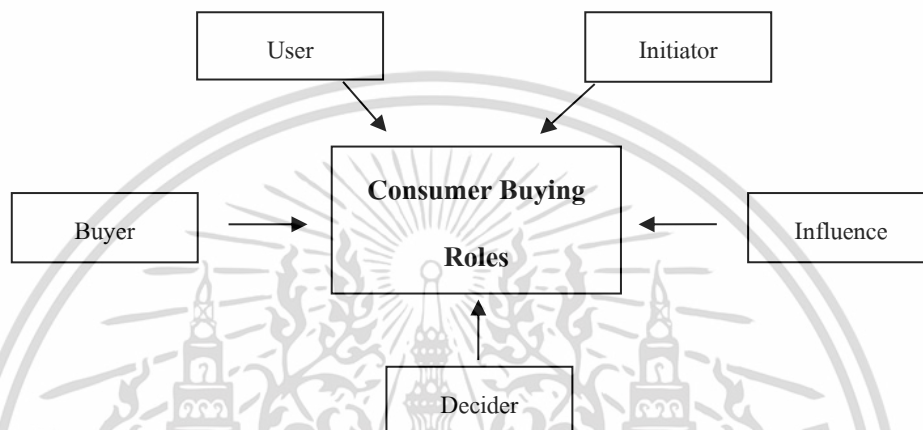 User
Initiator
Consumer Buying
Roles
Buyer
Influence
Decider